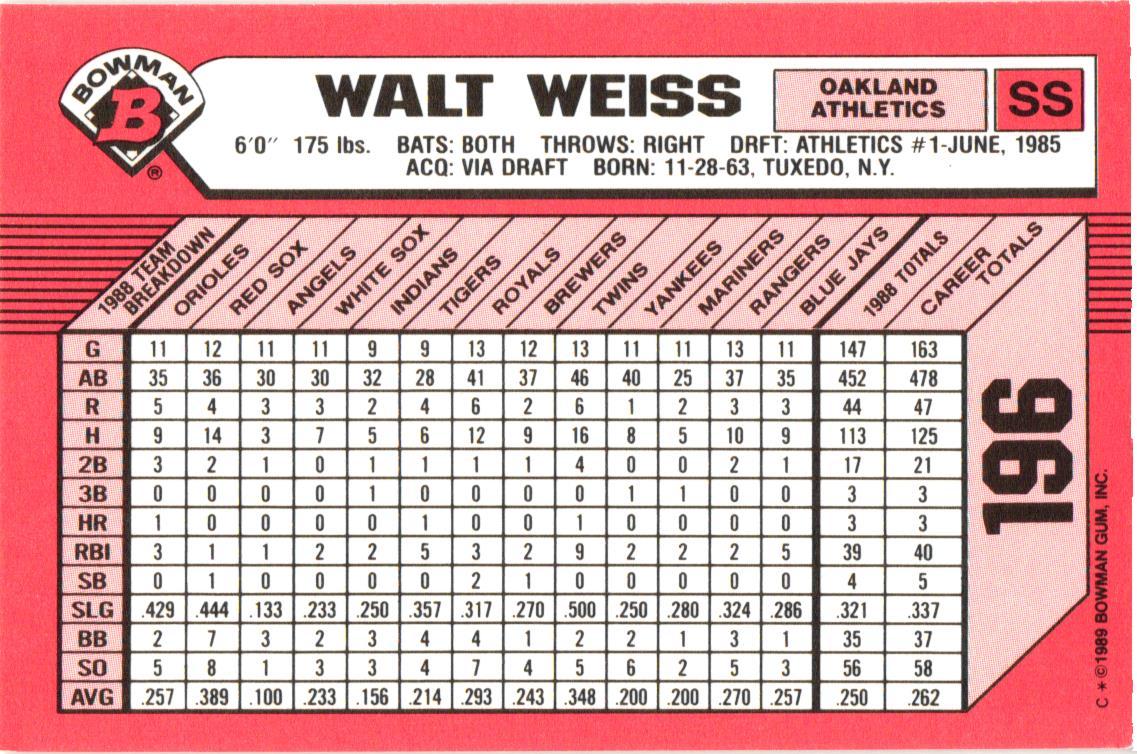 BOWMAN
B
®
WALT WEISS
OAKLAND
ATHLETICS
SS
6'0" 175 lbs. BATS: BOTH THROWS: RIGHT DRFT: ATHLETICS #1-JUNE, 1985
ACQ: VIA DRAFT BORN: 11-28-63, TUXEDO, N.Y.
1988 TEAM
BREAKDOWN
ORIOLES
RED SOX
ANGELS
WHITE SOX
INDIANS
TIGERS
ROYALS
BREWERS
TWINS
YANKEES
MARINERS
RANGERS
BLUE JAYS
1988 TOTALS
CAREER
TOTALS
G 11 12 11 11 9 9 13 12 13 11 11 13 11 147 163
AB 35 36 30 30 32 28 41 37 46 40 25 37 35 452 478
R 5 4 3 3 2 4 6 2 6 1 2 3 3 44 47
H 9 14 3 7 5 6 12 9 16 8 5 10 9 113 125
2B 3 2 1 0 1 1 1 1 4 0 0 2 1 17 21
3B 0 0 0 0 1 0 0 0 0 1 1 0 0 3 3
HR 1 0 0 0 0 1 0 0 1 0 0 0 0 3 3
RBI 3 1 1 2 2 5 3 2 9 2 2 2 5 39 40
SB 0 1 0 0 0 0 2 1 0 0 0 0 0 4 5
SLG .429 .444 .133 .233 .250 .357 .317 .270 .500 .250 .280 .324 .286 .321 .337
BB 2 7 3 2 3 4 4 1 2 2 1 3 1 35 37
SO 5 8 1 3 3 4 7 4 5 6 2 5 3 56 58
AVG .257 .389 .100 .233 .156 .214 .293 .243 .348 .200 .200 .270 .257 .250 .262
196
C * © 1989 BOWMAN GUM, INC.